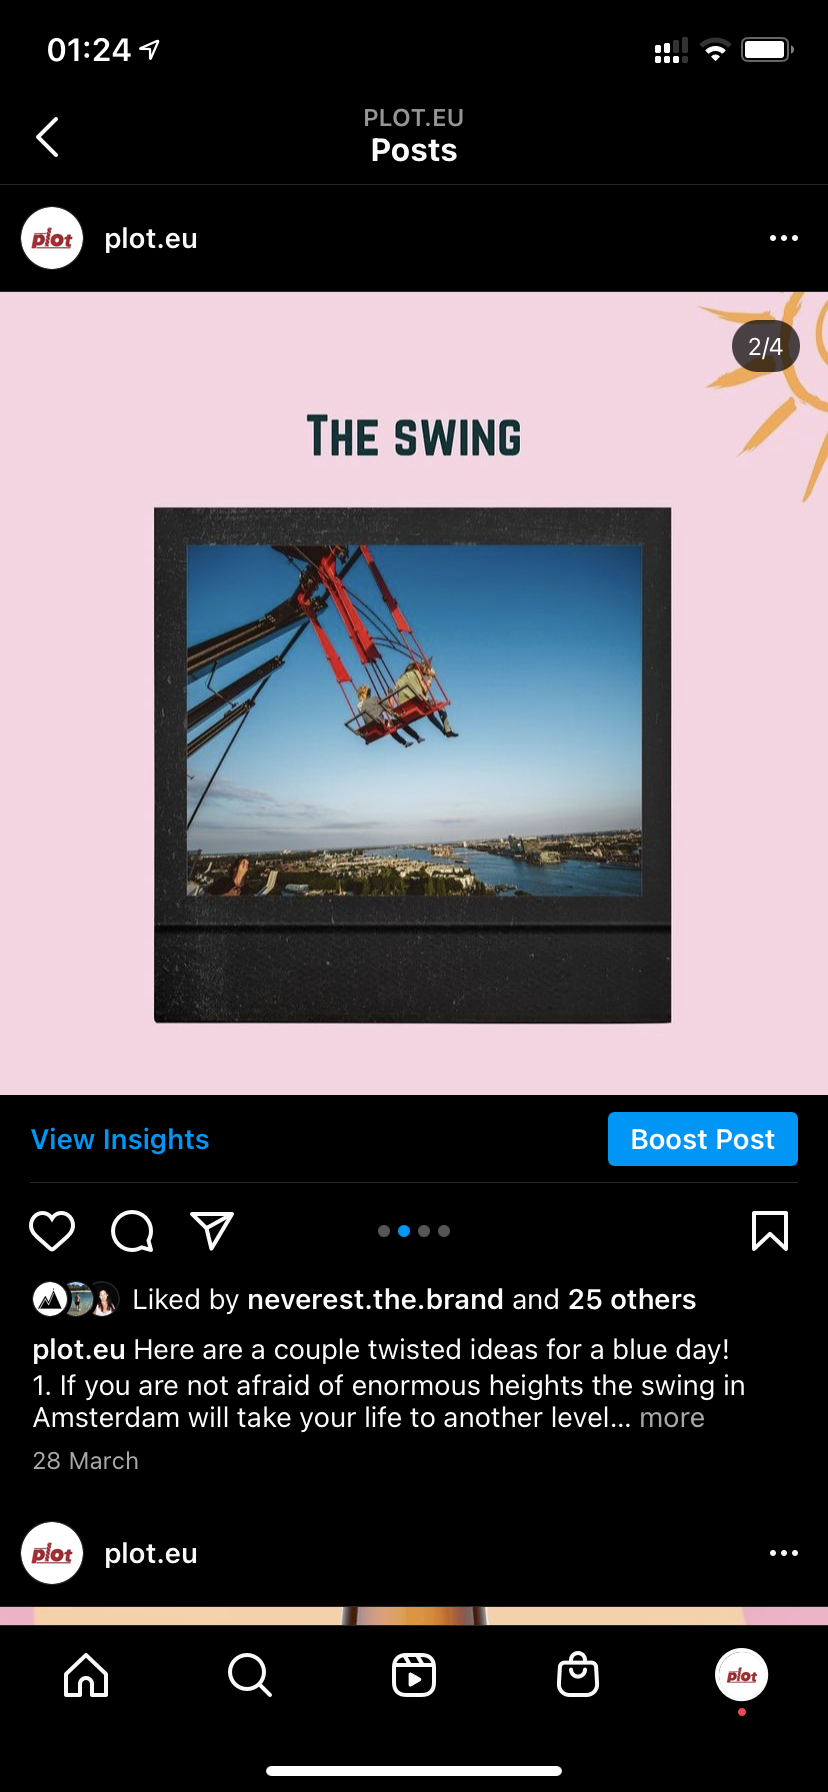 01:24
PLOT.EU
Posts
plot
plot.eu
2/4
THE SWING
View Insights
Boost Post
Liked by neverest.the.brand and 25 others
plot.eu Here are a couple twisted ideas for a blue day!
1. If you are not afraid of enormous heights the swing in
Amsterdam will take your life to another level... more
28 March
plot
plot.eu
plot